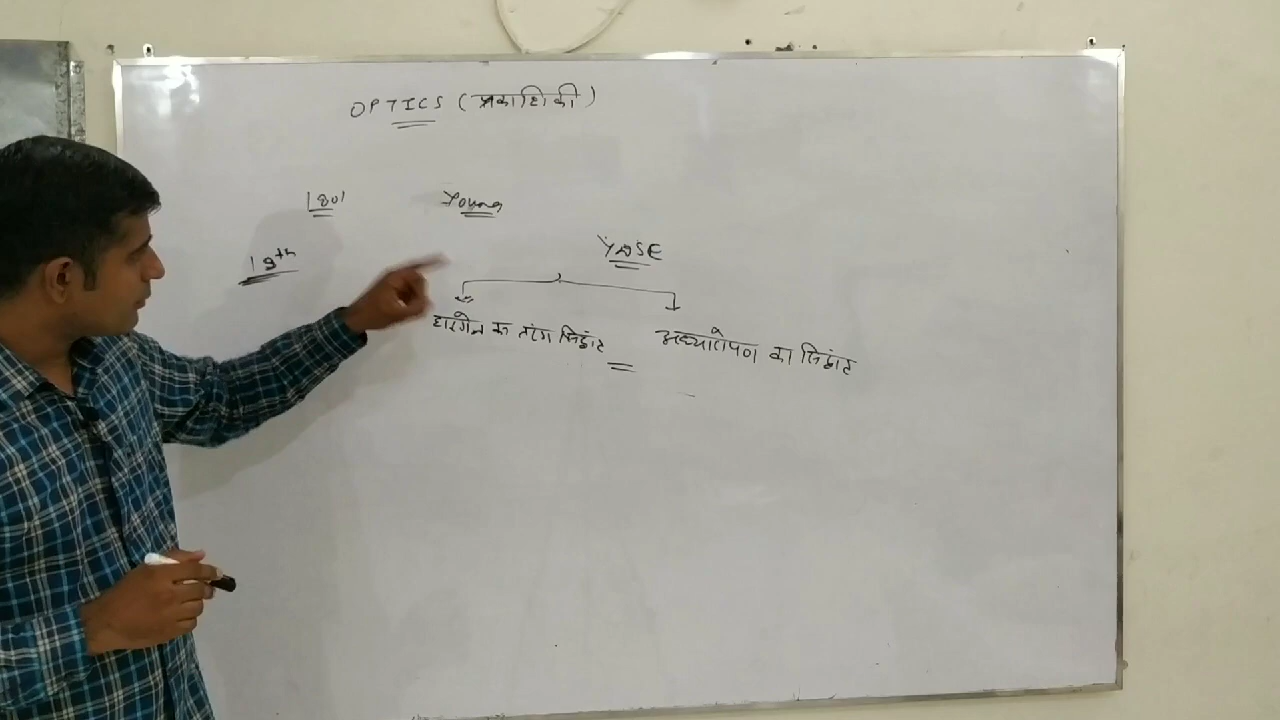 OPTICS (प्रकाशिकी)
1801 Young
19th YDSE
हाइगेन का तरंग सिद्धांत अध्यारोपण का सिद्धांत